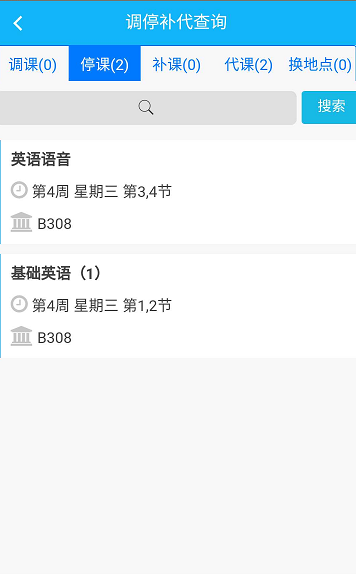 调停补代查询
调课(0) 停课(2) 补课(0) 代课(2) 换地点(0)
搜索
英语语音
第4周 星期三 第3,4节
B308
基础英语（1）
第4周 星期三 第1,2节
B308